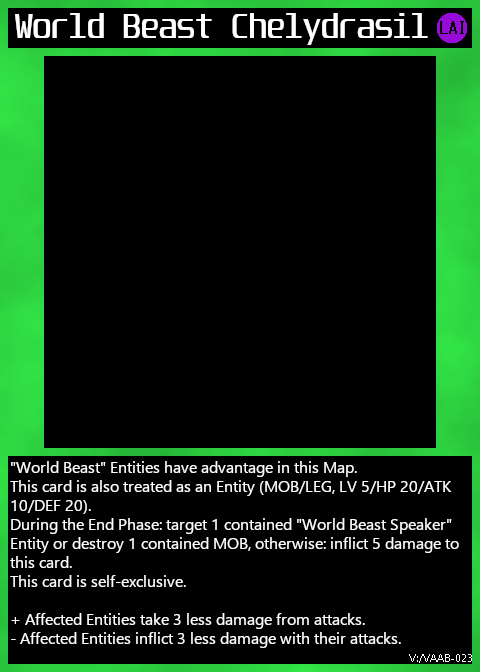 World Beast Chelydrasil LAI
"World Beast" Entities have advantage in this Map.
This card is also treated as an Entity (MOB/LEG, LV 5/HP 20/ATK
10/DEF 20).
During the End Phase: target 1 contained "World Beast Speaker"
Entity or destroy 1 contained MOB, otherwise: inflict 5 damage to
this card.
This card is self-exclusive.
+ Affected Entities take 3 less damage from attacks.
- Affected Entities inflict 3 less damage with their attacks.
V:/VAAB-023